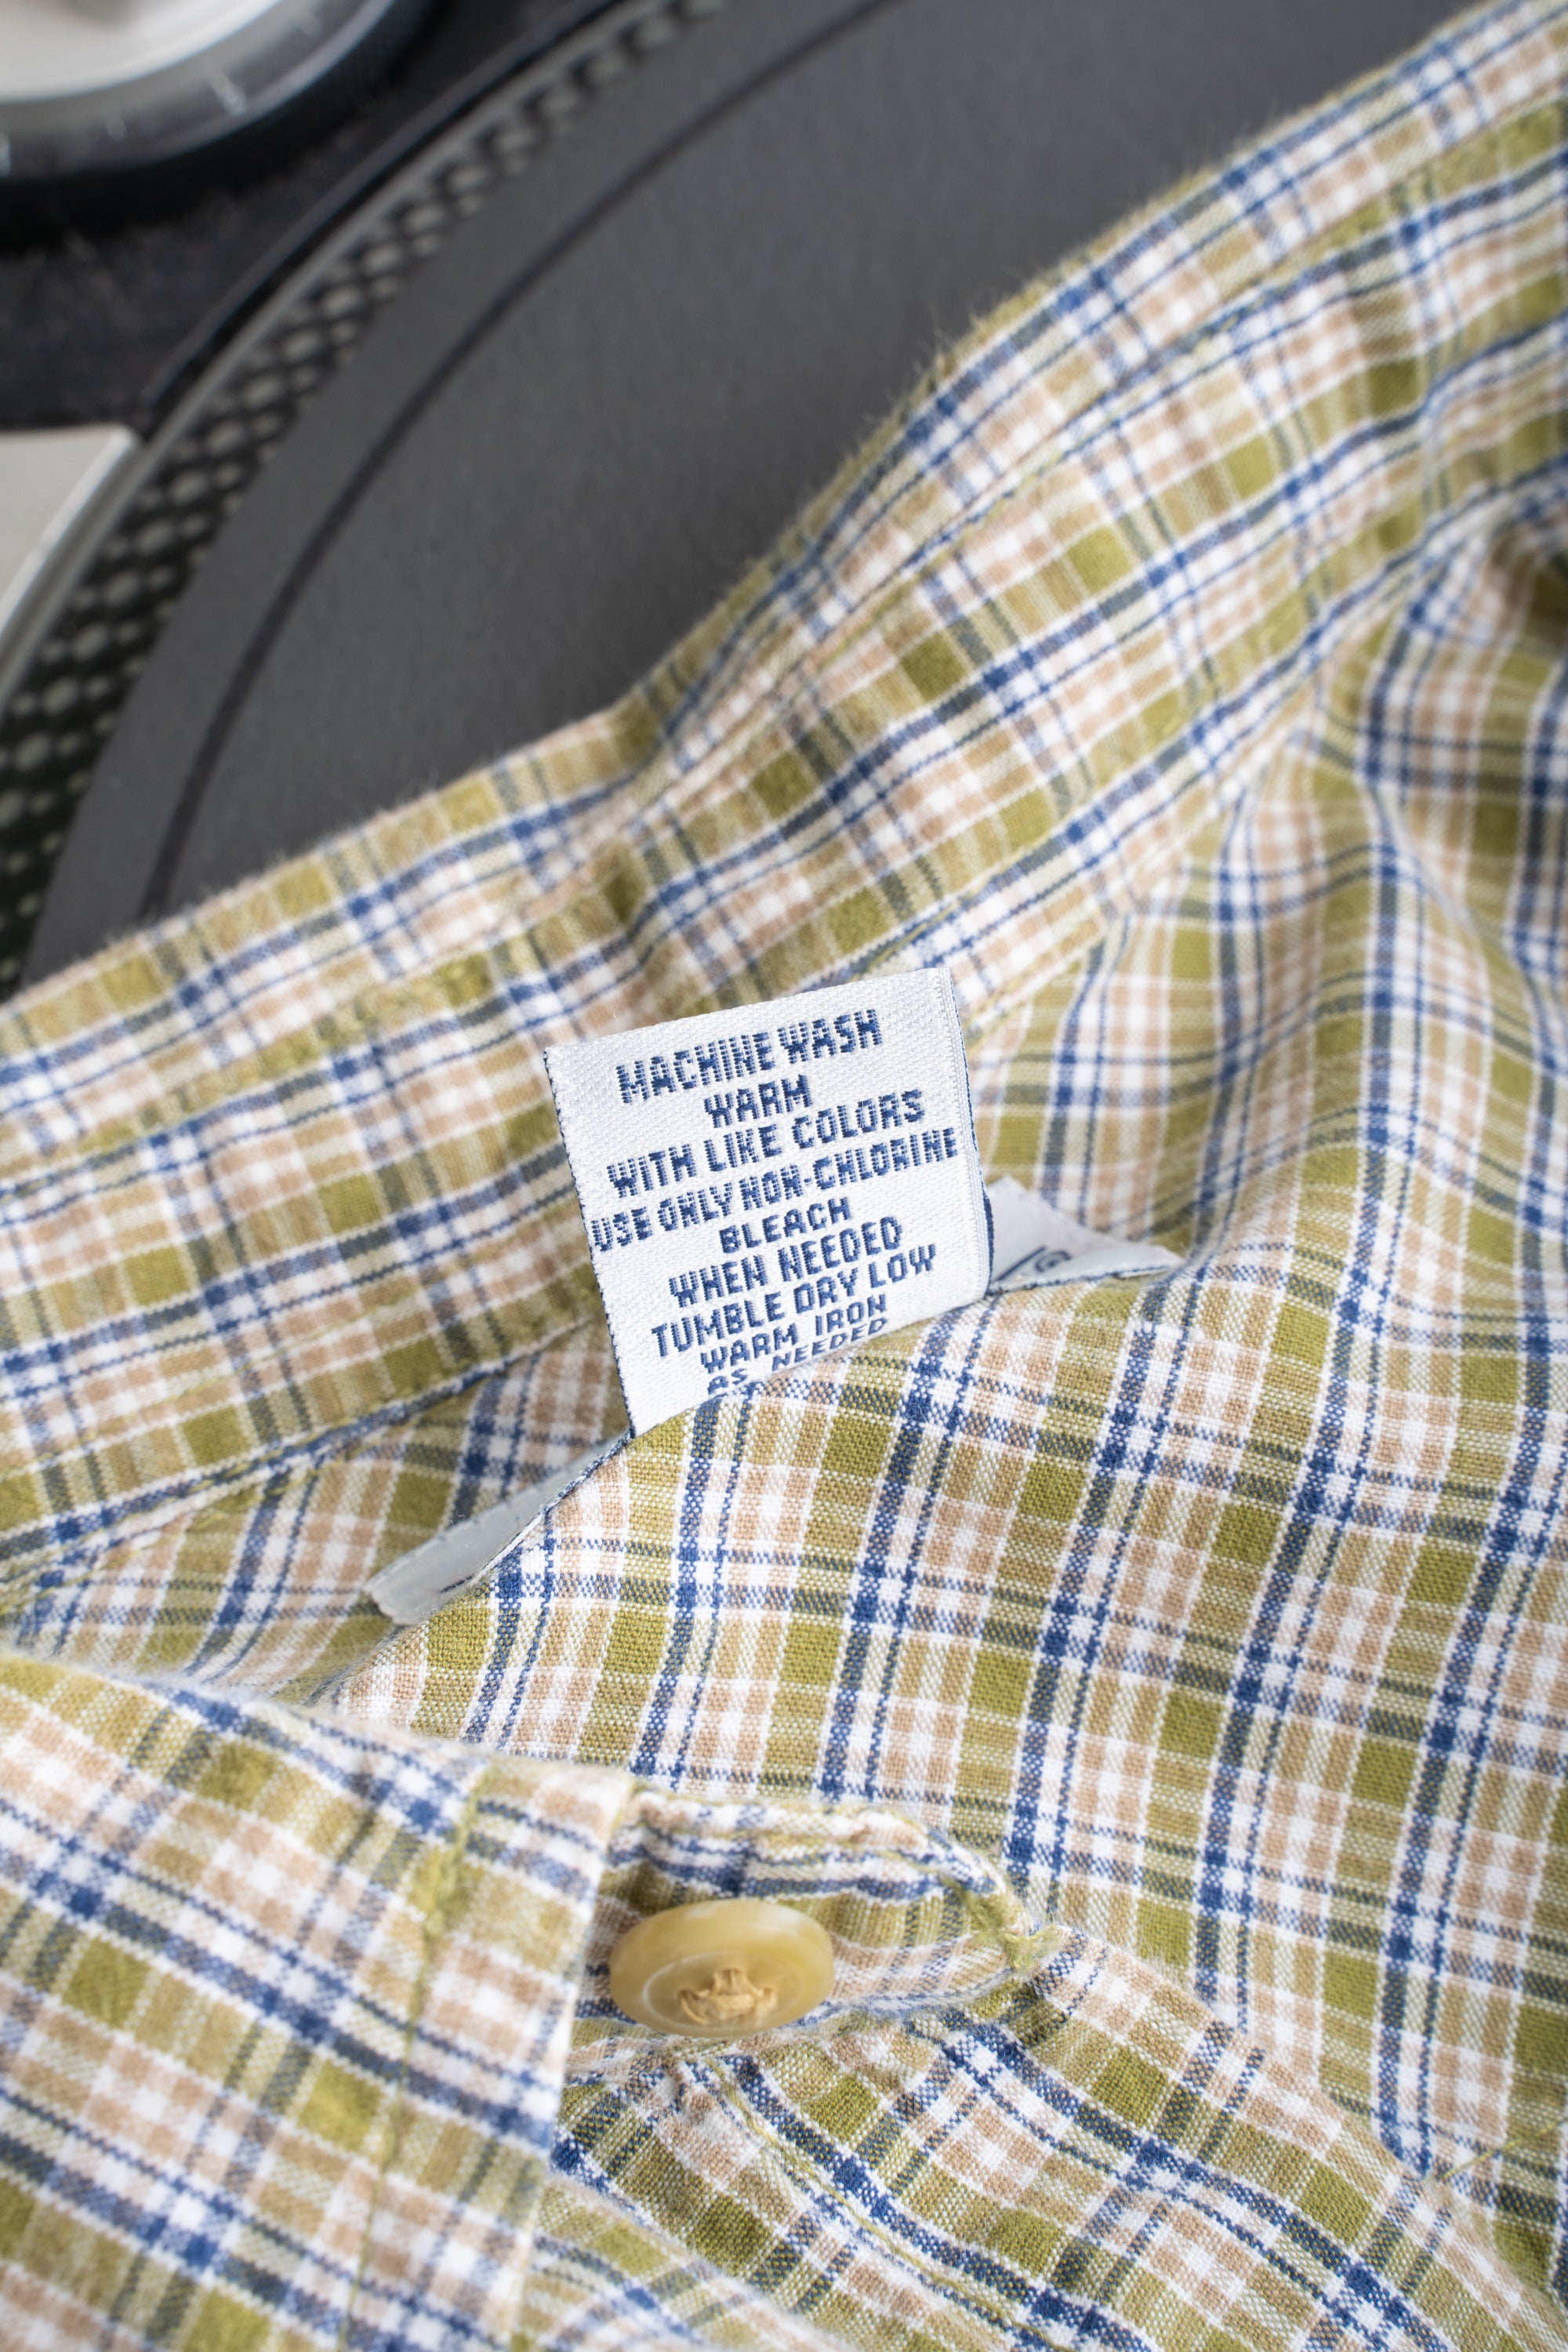 MACHINE WASH
WARM
WITH LIKE COLORS
USE ONLY NON-CHLORINE
BLEACH
WHEN NEEDED
TUMBLE DRY LOW
WARM IRON
AS NEEDED